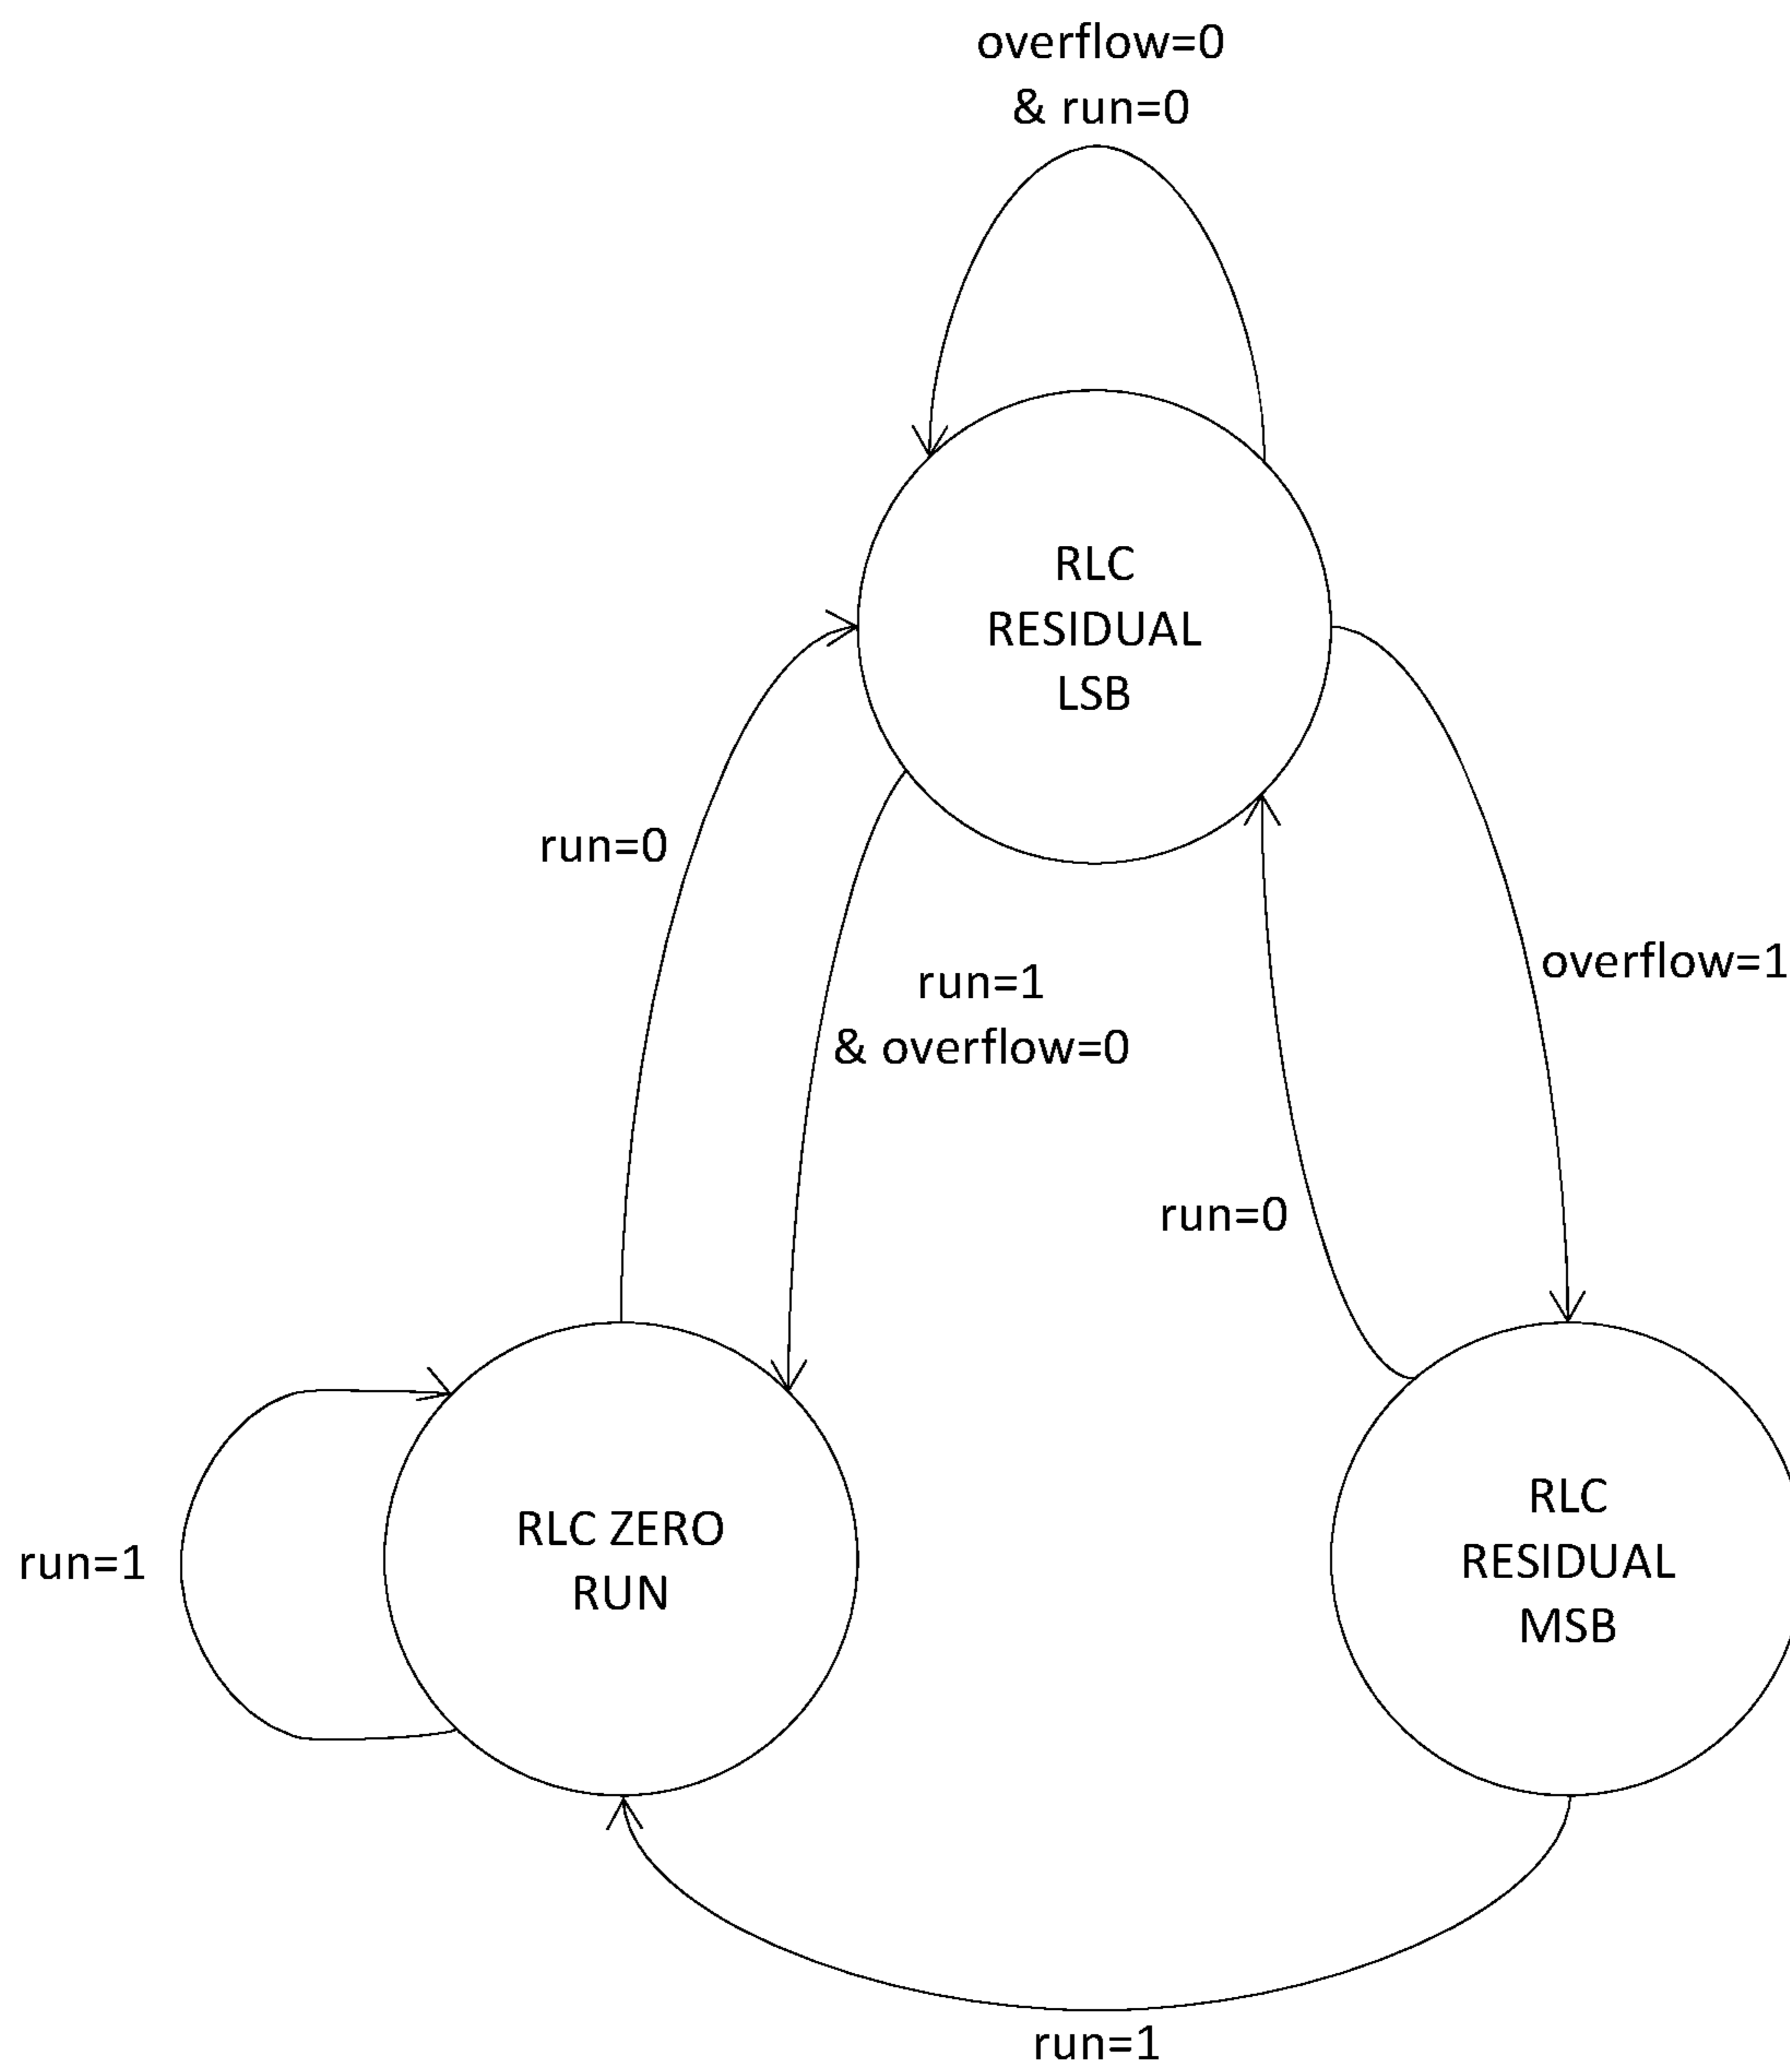 overflow=0
& run=0
RLC
RESIDUAL
LSB
run=0
overflow=1
run=1
& overflow=0
run=0
RLC
RESIDUAL
MSB
RLC ZERO
RUN
run=1
run=1